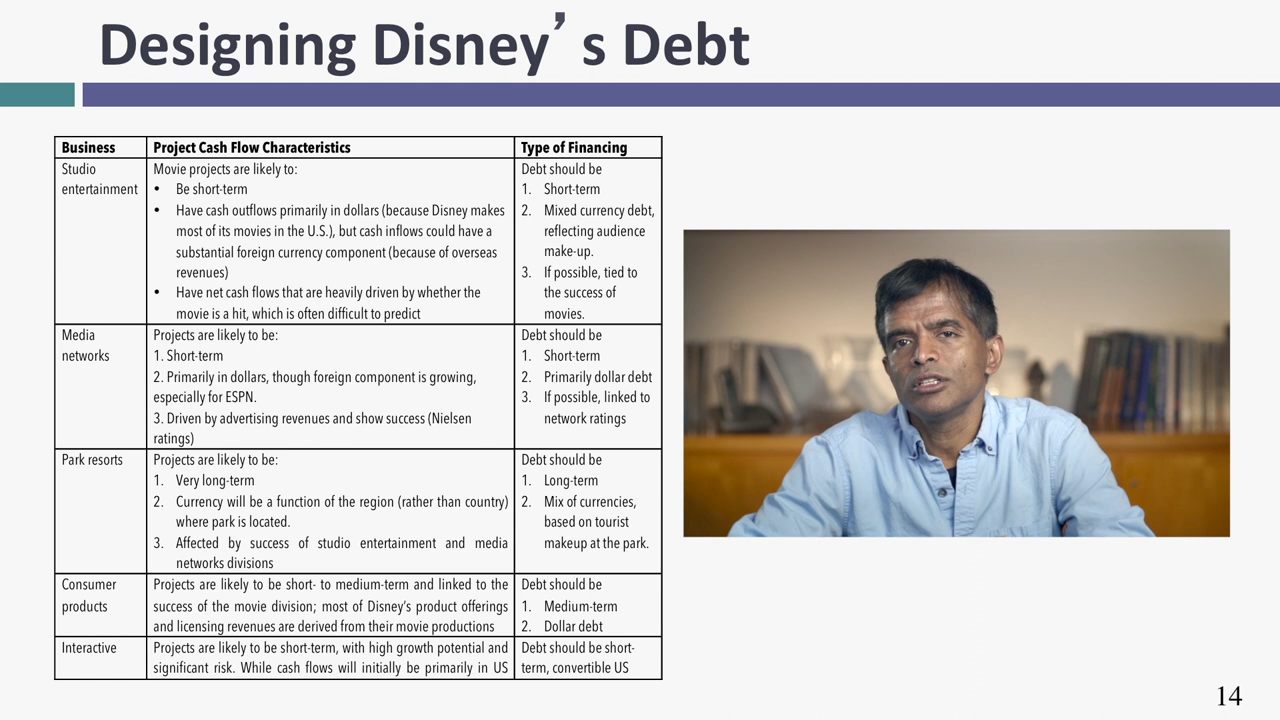 Designing Disney’s Debt
Business
Project Cash Flow Characteristics
Type of Financing
Studio
entertainment
Movie projects are likely to:
• Be short-term
• Have cash outflows primarily in dollars (because Disney makes
most of its movies in the U.S.), but cash inflows could have a
substantial foreign currency component (because of overseas
revenues)
• Have net cash flows that are heavily driven by whether the
movie is a hit, which is often difficult to predict
Debt should be
1. Short-term
2. Mixed currency debt,
reflecting audience
make-up.
3. If possible, tied to
the success of
movies.
Media
networks
Projects are likely to be:
1. Short-term
2. Primarily in dollars, though foreign component is growing,
especially for ESPN.
3. Driven by advertising revenues and show success (Nielsen
ratings)
Debt should be
1. Short-term
2. Primarily dollar debt
3. If possible, linked to
network ratings
Park resorts
Projects are likely to be:
1. Very long-term
2. Currency will be a function of the region (rather than country)
where park is located.
3. Affected by success of studio entertainment and media
networks divisions
Debt should be
1. Long-term
2. Mix of currencies,
based on tourist
makeup at the park.
Consumer
products
Projects are likely to be short- to medium-term and linked to the
success of the movie division; most of Disney’s product offerings
and licensing revenues are derived from their movie productions
Debt should be
1. Medium-term
2. Dollar debt
Interactive
Projects are likely to be short-term, with high growth potential and
significant risk. While cash flows will initially be primarily in US
Debt should be short-
term, convertible US
14